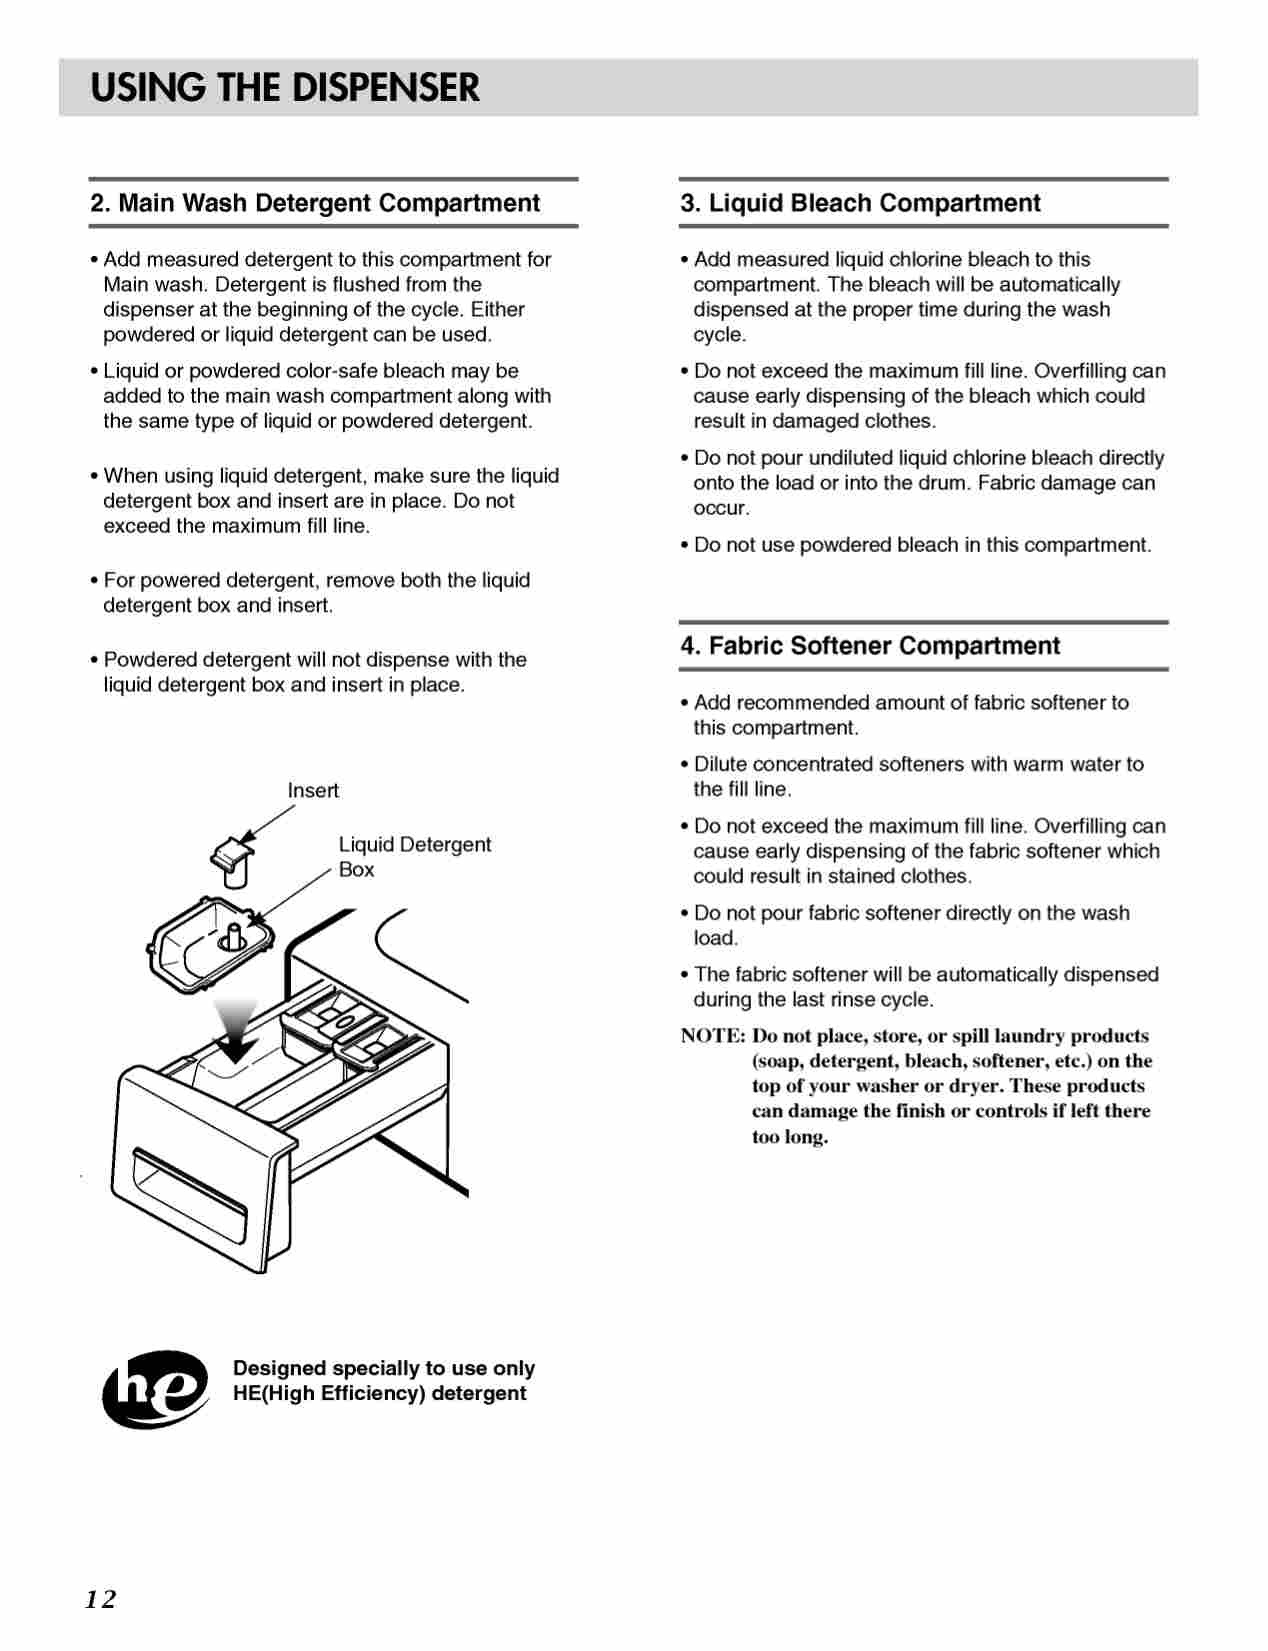 USING THE DISPENSER
2. Main Wash Detergent Compartment
• Add measured detergent to this compartment for
Main wash. Detergent is flushed from the
dispenser at the beginning of the cycle. Either
powdered or liquid detergent can be used.
• Liquid or powdered color-safe bleach may be
added to the main wash compartment along with
the same type of liquid or powdered detergent.
• When using liquid detergent, make sure the liquid
detergent box and insert are in place. Do not
exceed the maximum fill line.
• For powered detergent, remove both the liquid
detergent box and insert.
• Powdered detergent will not dispense with the
liquid detergent box and insert in place.
Insert
Liquid Detergent
Box
he
Designed specially to use only
HE(High Efficiency) detergent
3. Liquid Bleach Compartment
• Add measured liquid chlorine bleach to this
compartment. The bleach will be automatically
dispensed at the proper time during the wash
cycle.
• Do not exceed the maximum fill line. Overfilling can
cause early dispensing of the bleach which could
result in damaged clothes.
• Do not pour undiluted liquid chlorine bleach directly
onto the load or into the drum. Fabric damage can
occur.
• Do not use powdered bleach in this compartment.
4. Fabric Softener Compartment
• Add recommended amount of fabric softener to
this compartment.
• Dilute concentrated softeners with warm water to
the fill line.
• Do not exceed the maximum fill line. Overfilling can
cause early dispensing of the fabric softener which
could result in stained clothes.
• Do not pour fabric softener directly on the wash
load.
• The fabric softener will be automatically dispensed
during the last rinse cycle.
NOTE: Do not place, store, or spill laundry products
(soap, detergent, bleach, softener, etc.) on the
top of your washer or dryer. These products
can damage the finish or controls if left there
too long.
12